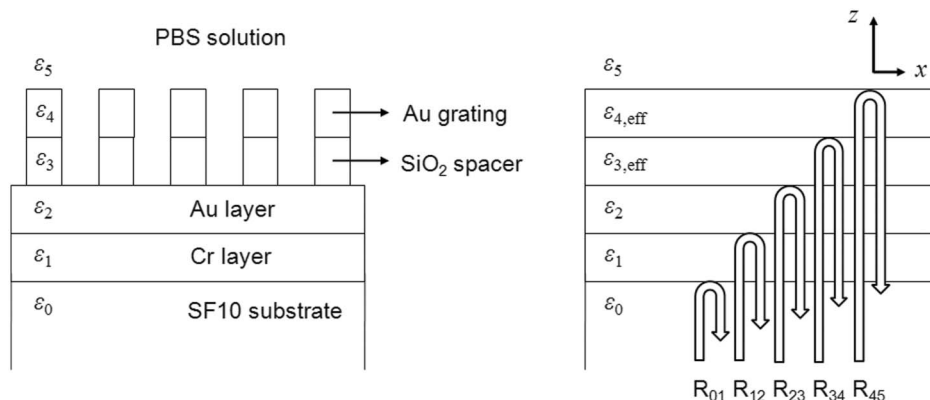 PBS solution
ε₅
ε₄
Au grating
ε₃
SiO₂ spacer
ε₂
Au layer
ε₁
Cr layer
ε₀
SF10 substrate
z
x
ε₅
ε₄,eff
ε₃,eff
ε₂
ε₁
ε₀
R₀₁ R₁₂ R₂₃ R₃₄ R₄₅